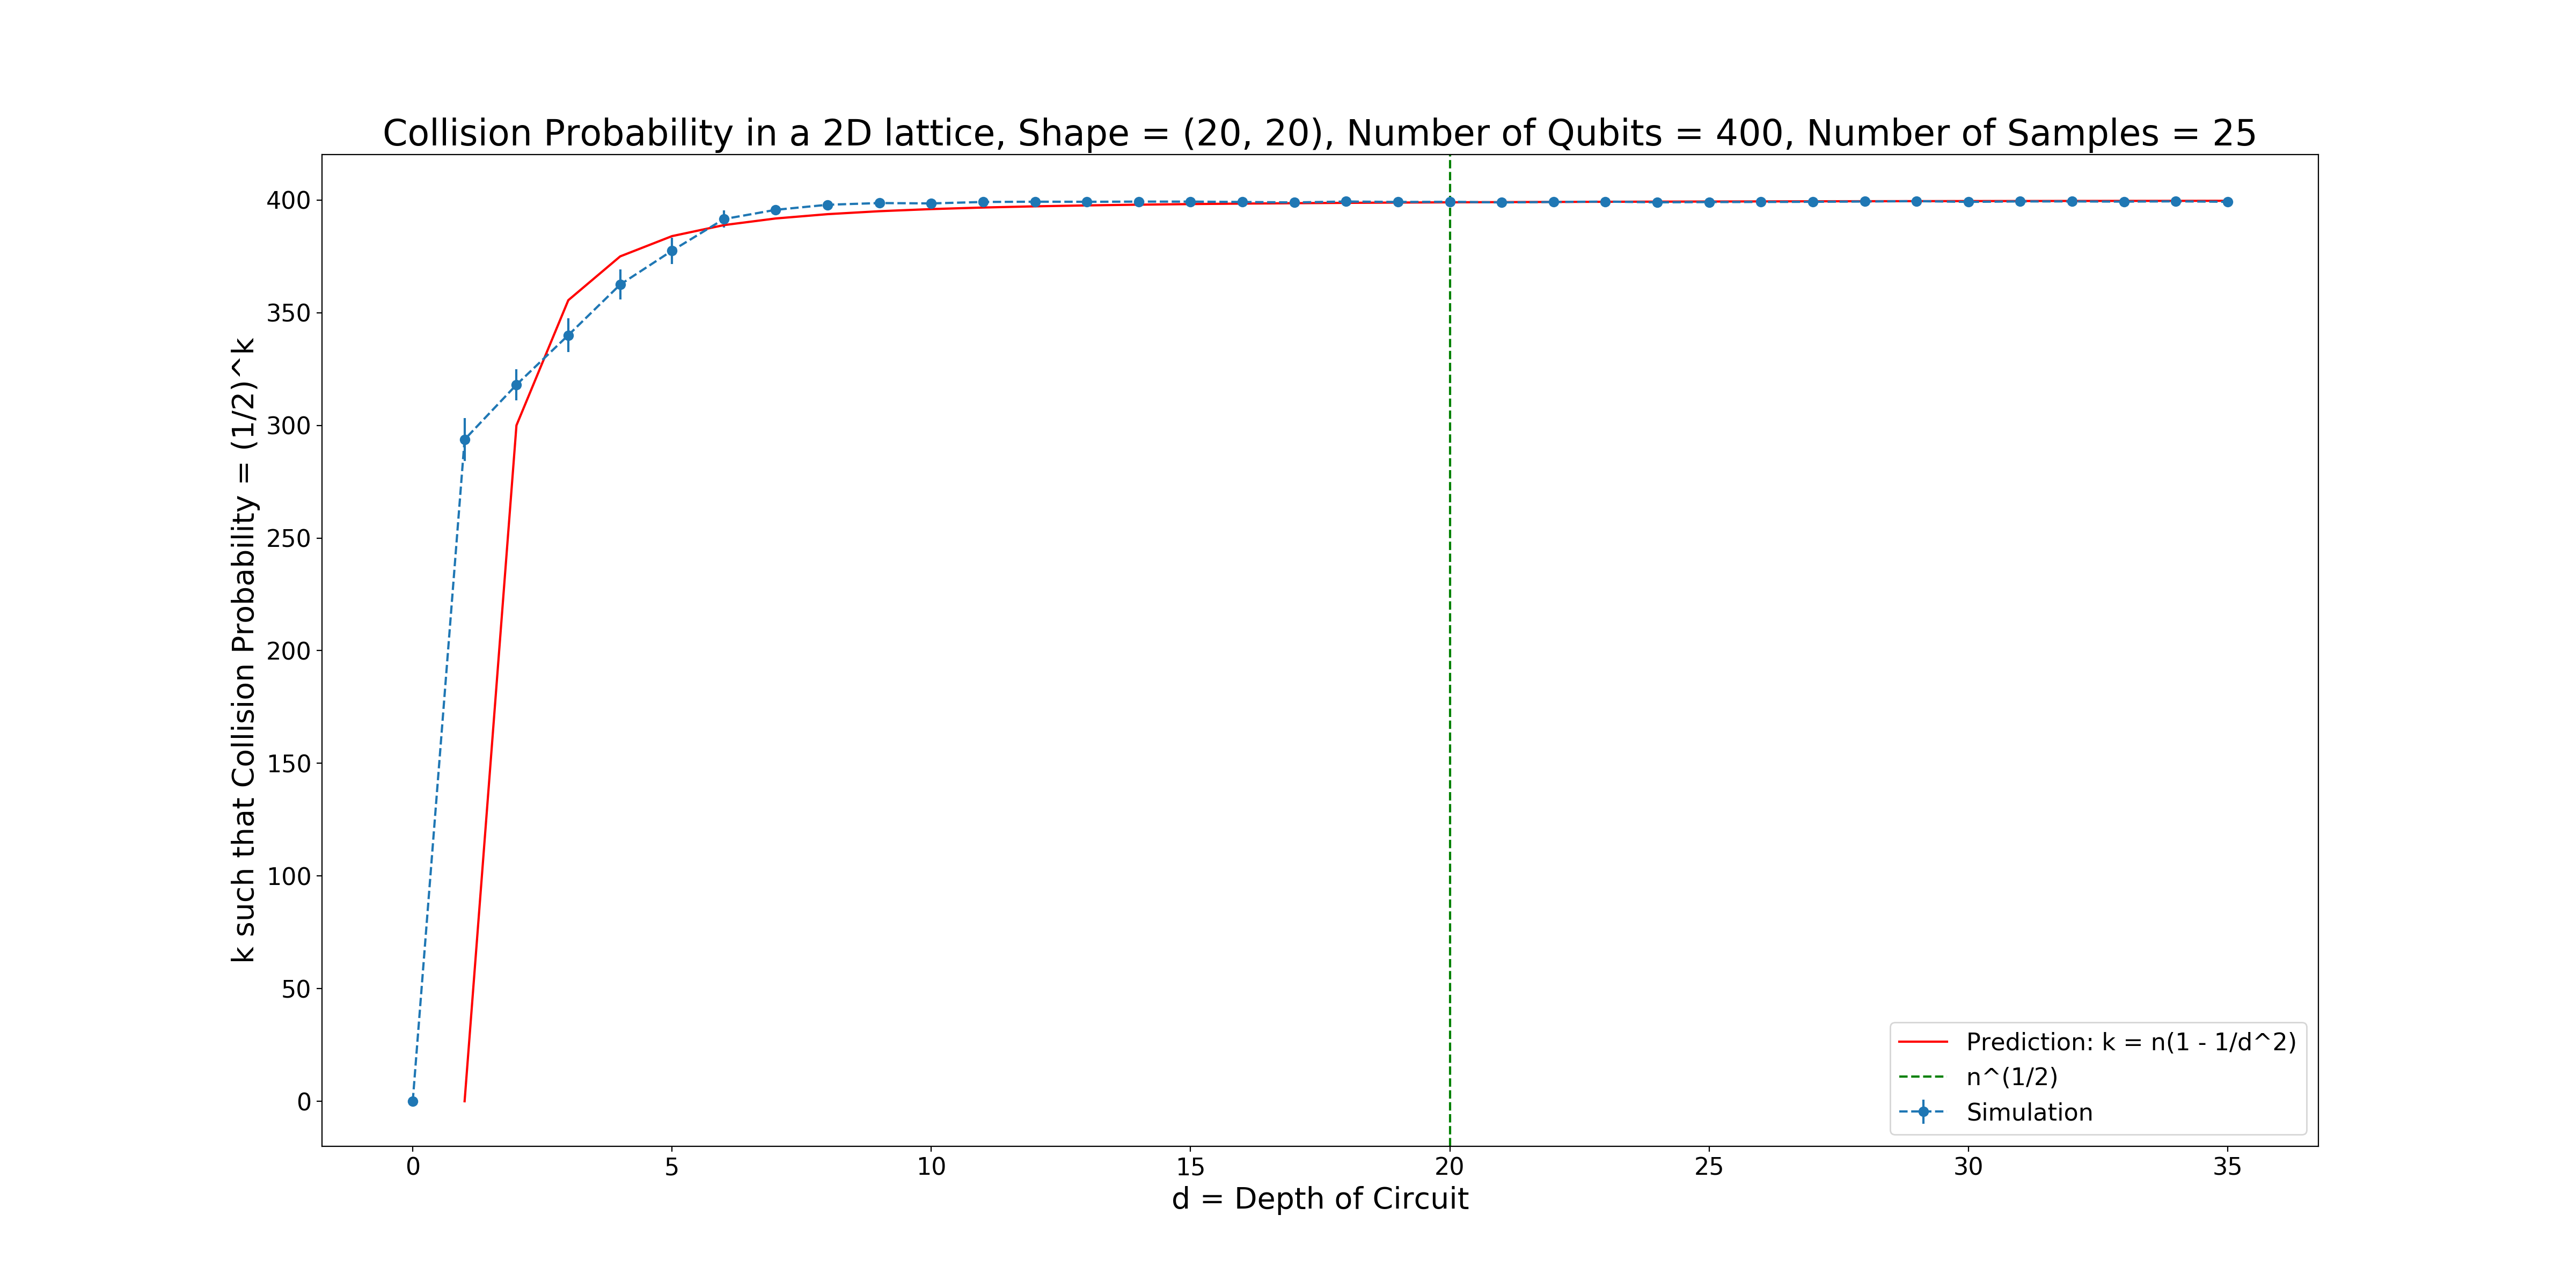 Collision Probability in a 2D lattice, Shape = (20, 20), Number of Qubits = 400, Number of Samples = 25
k such that Collision Probability = (1/2)^k
400
350
300
250
200
150
100
50
0
Prediction: k = n(1 - 1/d^2)
n^(1/2)
Simulation
0 5 10 15 20 25 30 35
d = Depth of Circuit